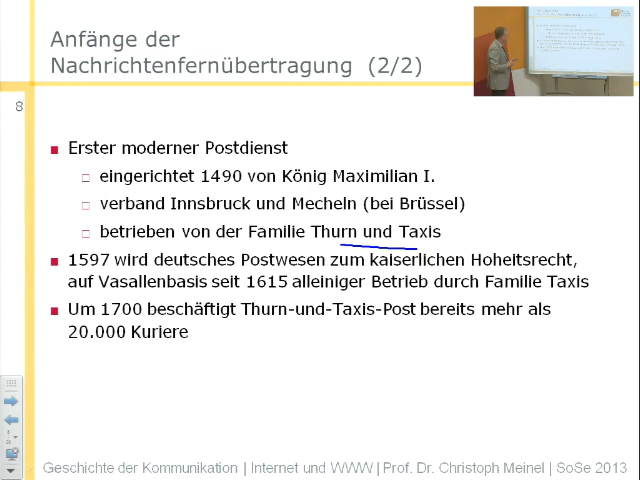 Anfänge der
Nachrichtenfernübertragung (2/2)
8
Erster moderner Postdienst
eingerichtet 1490 von König Maximilian I.
verband Innsbruck und Mecheln (bei Brüssel)
betrieben von der Familie Thurn und Taxis
1597 wird deutsches Postwesen zum kaiserlichen Hoheitsrecht,
auf Vasallenbasis seit 1615 alleiniger Betrieb durch Familie Taxis
Um 1700 beschäftigt Thurn-und-Taxis-Post bereits mehr als
20.000 Kuriere
Geschichte der Kommunikation | Internet und WWW | Prof. Dr. Christoph Meinel | SoSe 2013